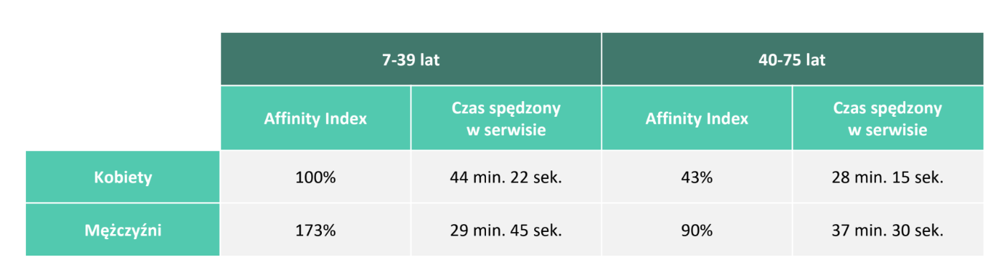 7-39 lat
40-75 lat
Affinity Index
Czas spędzony
w serwisie
Affinity Index
Czas spędzony
w serwisie
Kobiety
100%
44 min. 22 sek.
43%
28 min. 15 sek.
Mężczyźni
173%
29 min. 45 sek.
90%
37 min. 30 sek.